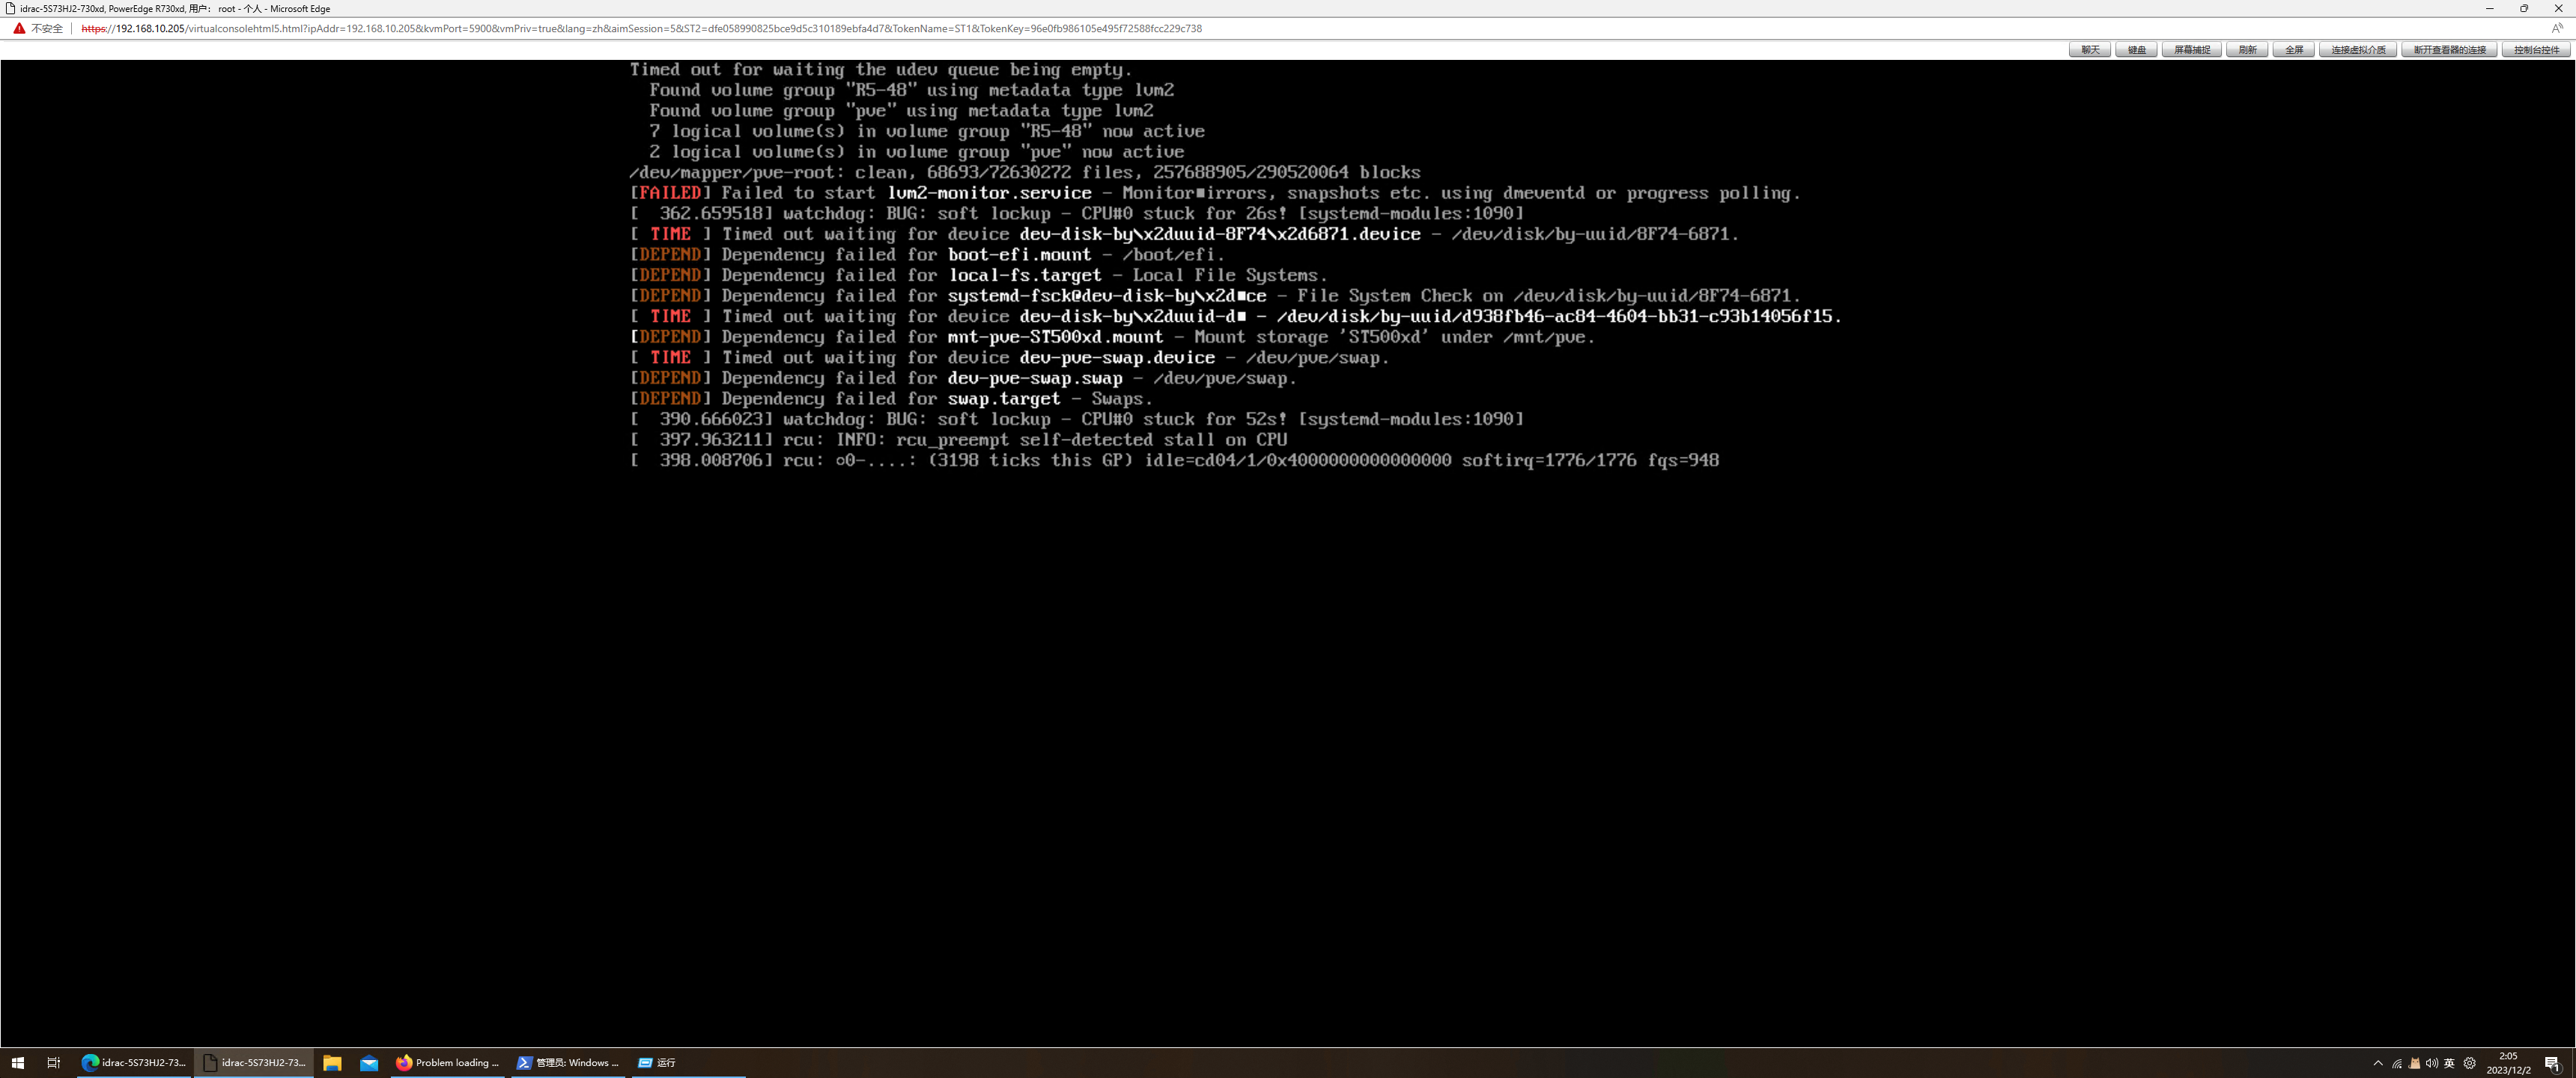 idrac-5S73HJ2-730xd, PowerEdge R730xd, 用户： root - 个人 - Microsoft Edge
不安全 https://192.168.10.205/virtualconsolehtml5.html?ipAddr=192.168.10.205&kvmPort=5900&vmPriv=true&lang=zh&aimSession=5&ST2=dfe058990825bce9d5c310189ebfa4d7&TokenName=ST1&TokenKey=96e0fb986105e495f72588fcc229c738
聊天 键盘 屏幕捕捉 刷新 全屏 连接虚拟介质 断开查看器的连接 控制台控件
Timed out for waiting the udev queue being empty.
Found volume group "R5-48" using metadata type lvm2
Found volume group "pve" using metadata type lvm2
7 logical volume(s) in volume group "R5-48" now active
2 logical volume(s) in volume group "pve" now active
/dev/mapper/pve-root: clean, 68693/72630272 files, 257688905/290520064 blocks
[FAILED] Failed to start lvm2-monitor.service - Monitor■irrors, snapshots etc. using dmeventd or progress polling.
[  362.659518] watchdog: BUG: soft lockup - CPU#0 stuck for 26s! [systemd-modules:1090]
[ TIME ] Timed out waiting for device dev-disk-by\x2duuid-8F74\x2d6871.device - /dev/disk/by-uuid/8F74-6871.
[DEPEND] Dependency failed for boot-efi.mount - /boot/efi.
[DEPEND] Dependency failed for local-fs.target - Local File Systems.
[DEPEND] Dependency failed for systemd-fsck@dev-disk-by\x2d■ce - File System Check on /dev/disk/by-uuid/8F74-6871.
[ TIME ] Timed out waiting for device dev-disk-by\x2duuid-d■ - /dev/disk/by-uuid/d938fb46-ac84-4604-bb31-c93b14056f15.
[DEPEND] Dependency failed for mnt-pve-ST500xd.mount - Mount storage 'ST500xd' under /mnt/pve.
[ TIME ] Timed out waiting for device dev-pve-swap.device - /dev/pve/swap.
[DEPEND] Dependency failed for dev-pve-swap.swap - /dev/pve/swap.
[DEPEND] Dependency failed for swap.target - Swaps.
[  390.666023] watchdog: BUG: soft lockup - CPU#0 stuck for 52s! [systemd-modules:1090]
[  397.963211] rcu: INFO: rcu_preempt self-detected stall on CPU
[  398.008706] rcu: o0-....: (3198 ticks this GP) idle=cd04/1/0x4000000000000000 softirq=1776/1776 fqs=948
idrac-5S73HJ2-73... idrac-5S73HJ2-73... Problem loading ... 管理员: Windows ... 运行 英 2:05
2023/12/2 1